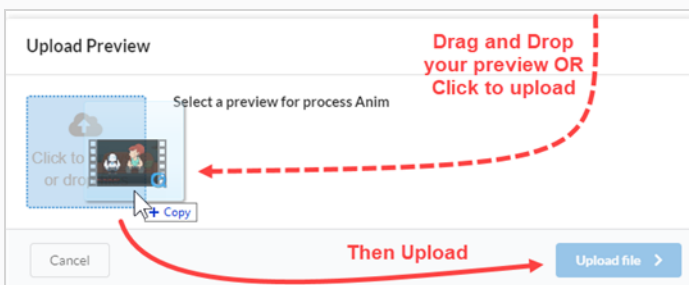 Upload Preview
Drag and Drop
your preview OR
Click to upload
Select a preview for process Anim
Click to
or dro
Copy
Cancel
Then Upload
Upload file